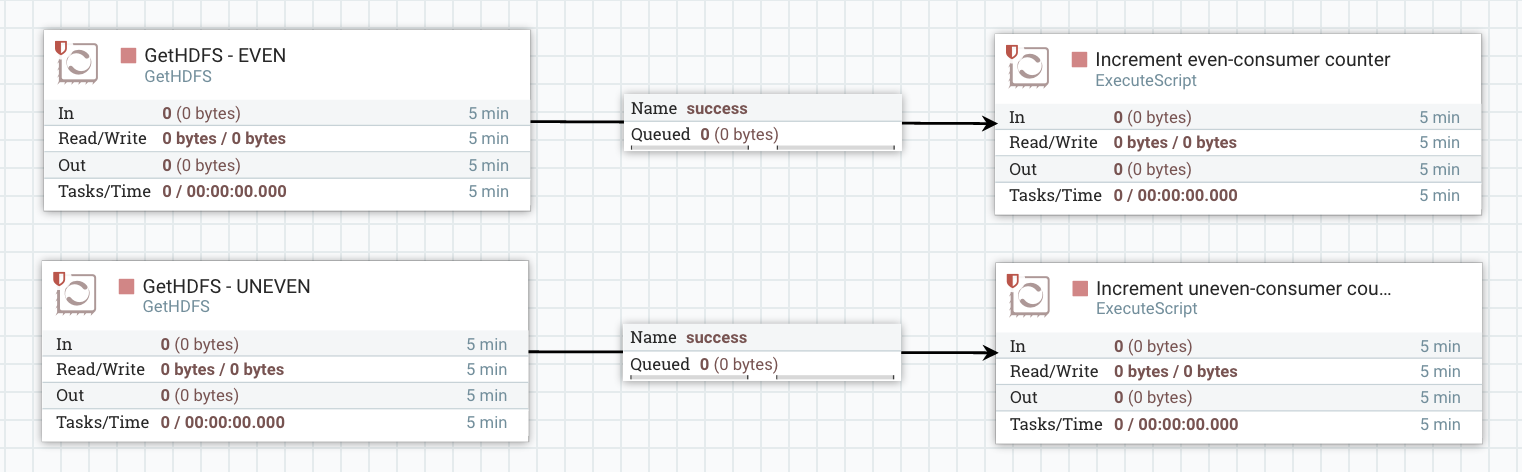 GetHDFS - EVEN
GetHDFS
In 0 (0 bytes) 5 min
Read/Write 0 bytes / 0 bytes 5 min
Out 0 (0 bytes) 5 min
Tasks/Time 0 / 00:00:00.000 5 min
Name success
Queued 0 (0 bytes)
Increment even-consumer counter
ExecuteScript
In 0 (0 bytes) 5 min
Read/Write 0 bytes / 0 bytes 5 min
Out 0 (0 bytes) 5 min
Tasks/Time 0 / 00:00:00.000 5 min
GetHDFS - UNEVEN
GetHDFS
In 0 (0 bytes) 5 min
Read/Write 0 bytes / 0 bytes 5 min
Out 0 (0 bytes) 5 min
Tasks/Time 0 / 00:00:00.000 5 min
Name success
Queued 0 (0 bytes)
Increment uneven-consumer cou...
ExecuteScript
In 0 (0 bytes) 5 min
Read/Write 0 bytes / 0 bytes 5 min
Out 0 (0 bytes) 5 min
Tasks/Time 0 / 00:00:00.000 5 min